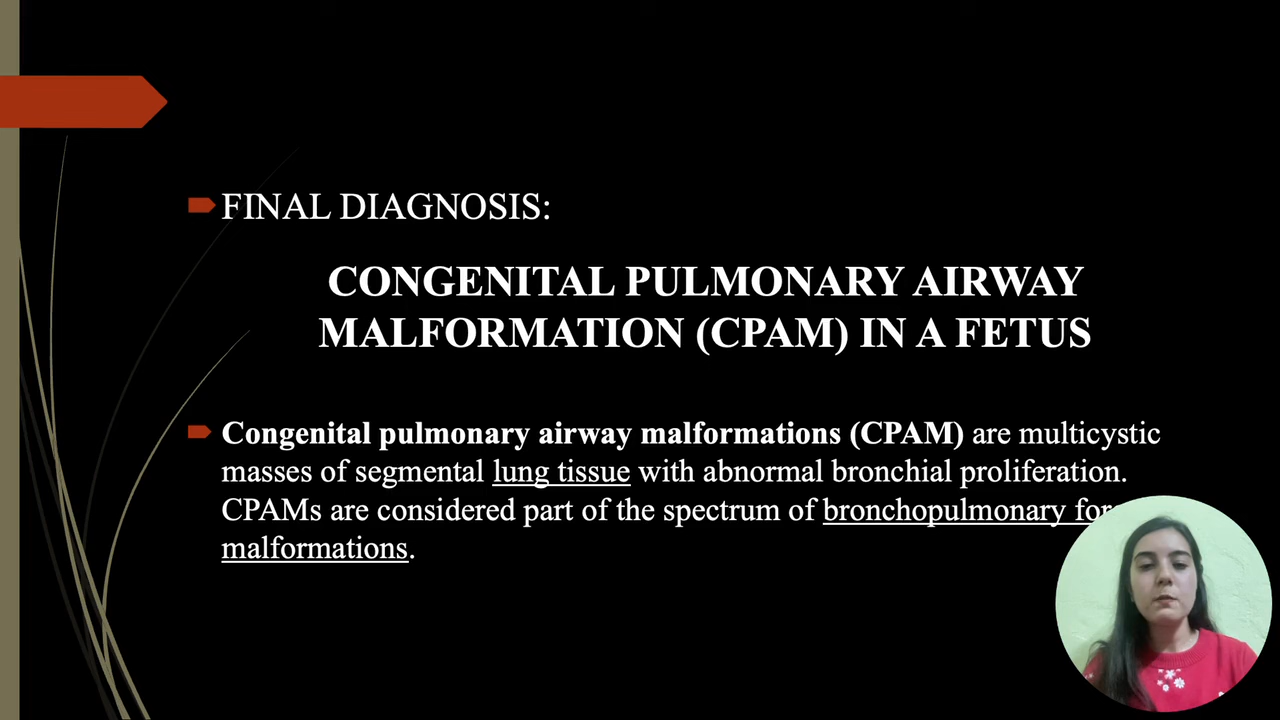 FINAL DIAGNOSIS:
CONGENITAL PULMONARY AIRWAY
MALFORMATION (CPAM) IN A FETUS
Congenital pulmonary airway malformations (CPAM) are multicystic
masses of segmental lung tissue with abnormal bronchial proliferation.
CPAMs are considered part of the spectrum of bronchopulmonary
malformations.